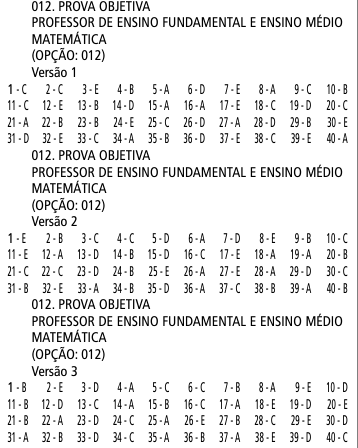 012. PROVA OBJETIVA
PROFESSOR DE ENSINO FUNDAMENTAL E ENSINO MÉDIO
MATEMÁTICA
(OPÇÃO: 012)
Versão 1
1 - C 2 - C 3 - E 4 - B 5 - A 6 - D 7 - E 8 - A 9 - C 10 - B
11 - C 12 - E 13 - B 14 - D 15 - A 16 - A 17 - E 18 - C 19 - D 20 - C
21 - A 22 - B 23 - B 24 - E 25 - C 26 - D 27 - A 28 - D 29 - B 30 - E
31 - D 32 - E 33 - C 34 - A 35 - B 36 - D 37 - E 38 - C 39 - E 40 - A
012. PROVA OBJETIVA
PROFESSOR DE ENSINO FUNDAMENTAL E ENSINO MÉDIO
MATEMÁTICA
(OPÇÃO: 012)
Versão 2
1 - E 2 - B 3 - C 4 - C 5 - D 6 - A 7 - D 8 - E 9 - B 10 - C
11 - E 12 - A 13 - D 14 - B 15 - D 16 - C 17 - E 18 - A 19 - A 20 - B
21 - C 22 - C 23 - D 24 - B 25 - E 26 - A 27 - E 28 - A 29 - D 30 - C
31 - B 32 - E 33 - A 34 - B 35 - D 36 - A 37 - C 38 - B 39 - A 40 - B
012. PROVA OBJETIVA
PROFESSOR DE ENSINO FUNDAMENTAL E ENSINO MÉDIO
MATEMÁTICA
(OPÇÃO: 012)
Versão 3
1 - B 2 - E 3 - D 4 - A 5 - C 6 - C 7 - B 8 - A 9 - E 10 - D
11 - B 12 - D 13 - C 14 - A 15 - B 16 - C 17 - A 18 - E 19 - D 20 - E
21 - B 22 - A 23 - D 24 - C 25 - A 26 - E 27 - B 28 - C 29 - E 30 - D
31 - A 32 - B 33 - D 34 - C 35 - A 36 - B 37 - A 38 - E 39 - D 40 - C